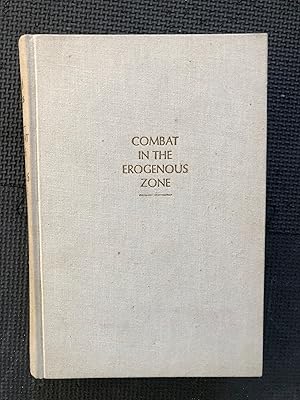 COMBAT
IN THE
EROGENOUS
ZONE